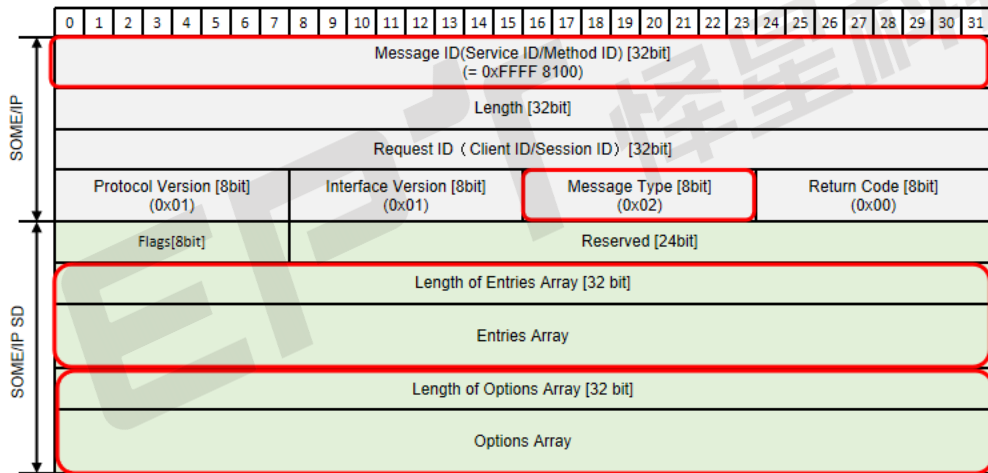 0 1 2 3 4 5 6 7 8 9 10 11 12 13 14 15 16 17 18 19 20 21 22 23 24 25 26 27 28 29 30 31
SOME/IP
Message ID(Service ID/Method ID) [32bit]
(= 0xFFFF 8100)
Length [32bit]
Request ID（Client ID/Session ID）[32bit]
Protocol Version [8bit]
(0x01)
Interface Version [8bit]
(0x01)
Message Type [8bit]
(0x02)
Return Code [8bit]
(0x00)
SOME/IP SD
Flags[8bit]
Reserved [24bit]
Length of Entries Array [32 bit]
Entries Array
Length of Options Array [32 bit]
Options Array
EPT 怿星科